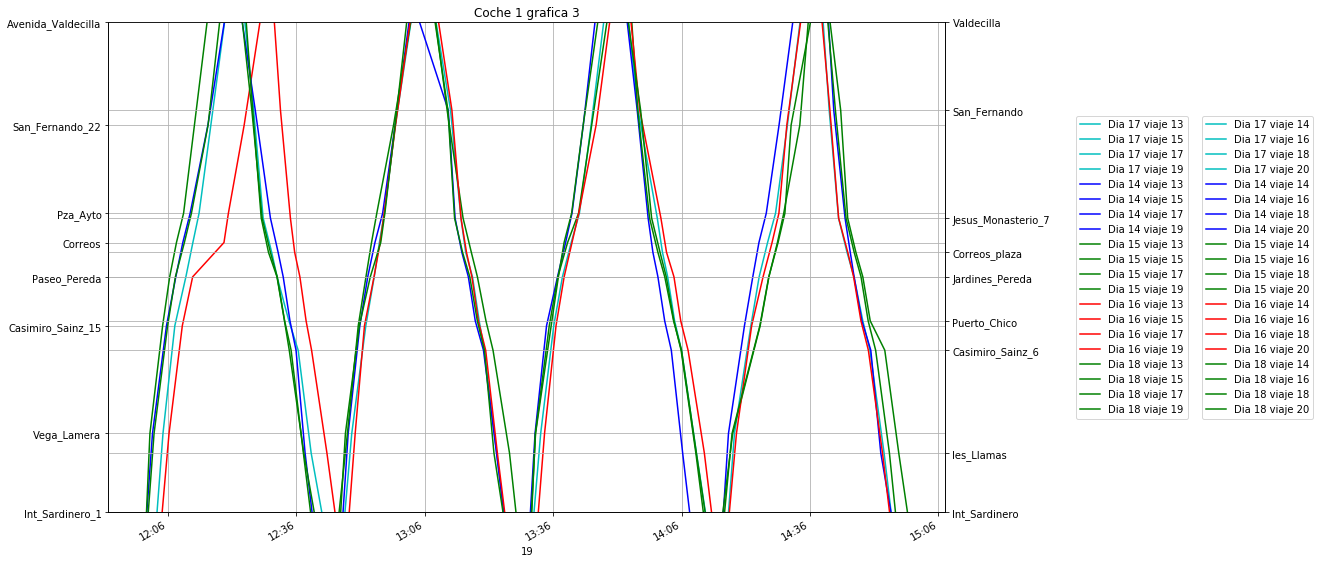 Coche 1 grafica 3
Avenida_Valdecilla
San_Fernando_22
Pza_Ayto
Correos
Paseo_Pereda
Casimiro_Sainz_15
Vega_Lamera
Int_Sardinero_1
Valdecilla
San_Fernando
Jesus_Monasterio_7
Correos_plaza
Jardines_Pereda
Puerto_Chico
Casimiro_Sainz_6
Ies_Llamas
Int_Sardinero
12:06
12:36
13:06
13:36
14:06
14:36
15:06
19
Dia 17 viaje 13
Dia 17 viaje 15
Dia 17 viaje 17
Dia 17 viaje 19
Dia 14 viaje 13
Dia 14 viaje 15
Dia 14 viaje 17
Dia 14 viaje 19
Dia 15 viaje 13
Dia 15 viaje 15
Dia 15 viaje 17
Dia 15 viaje 19
Dia 16 viaje 13
Dia 16 viaje 15
Dia 16 viaje 17
Dia 16 viaje 19
Dia 18 viaje 13
Dia 18 viaje 15
Dia 18 viaje 17
Dia 18 viaje 19
Dia 17 viaje 14
Dia 17 viaje 16
Dia 17 viaje 18
Dia 17 viaje 20
Dia 14 viaje 14
Dia 14 viaje 16
Dia 14 viaje 18
Dia 14 viaje 20
Dia 15 viaje 14
Dia 15 viaje 16
Dia 15 viaje 18
Dia 15 viaje 20
Dia 16 viaje 14
Dia 16 viaje 16
Dia 16 viaje 18
Dia 16 viaje 20
Dia 18 viaje 14
Dia 18 viaje 16
Dia 18 viaje 18
Dia 18 viaje 20